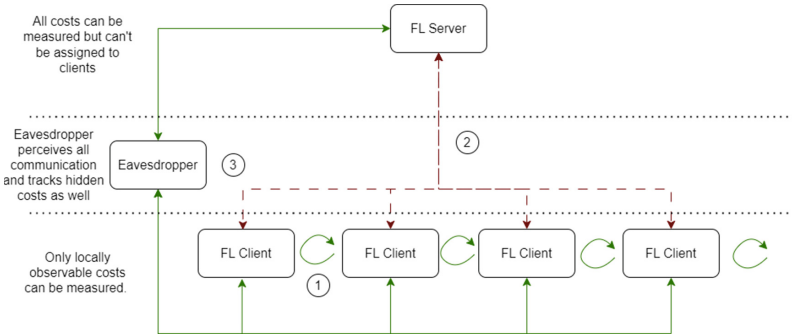 All costs can be
measured but can't
be assigned to
clients
FL Server
Eavesdropper
perceives all
communication
and tracks hidden
costs as well
Eavesdropper
3
2
Only locally
observable costs
can be measured.
FL Client
FL Client
FL Client
FL Client
1